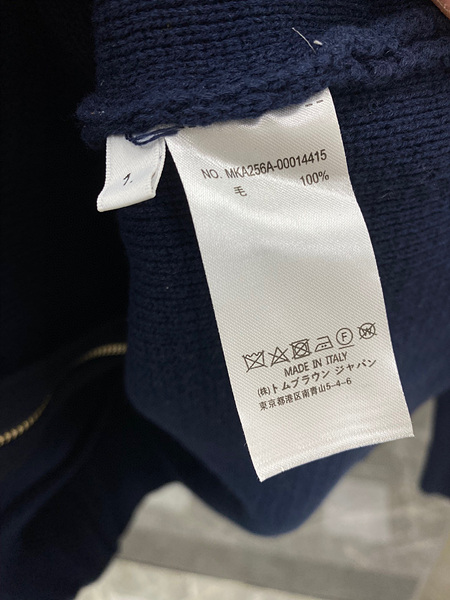 NO. MKA256A-00014415
毛 100%
MADE IN ITALY
(株)トムブラウン ジャパン
東京都港区南青山5-4-6